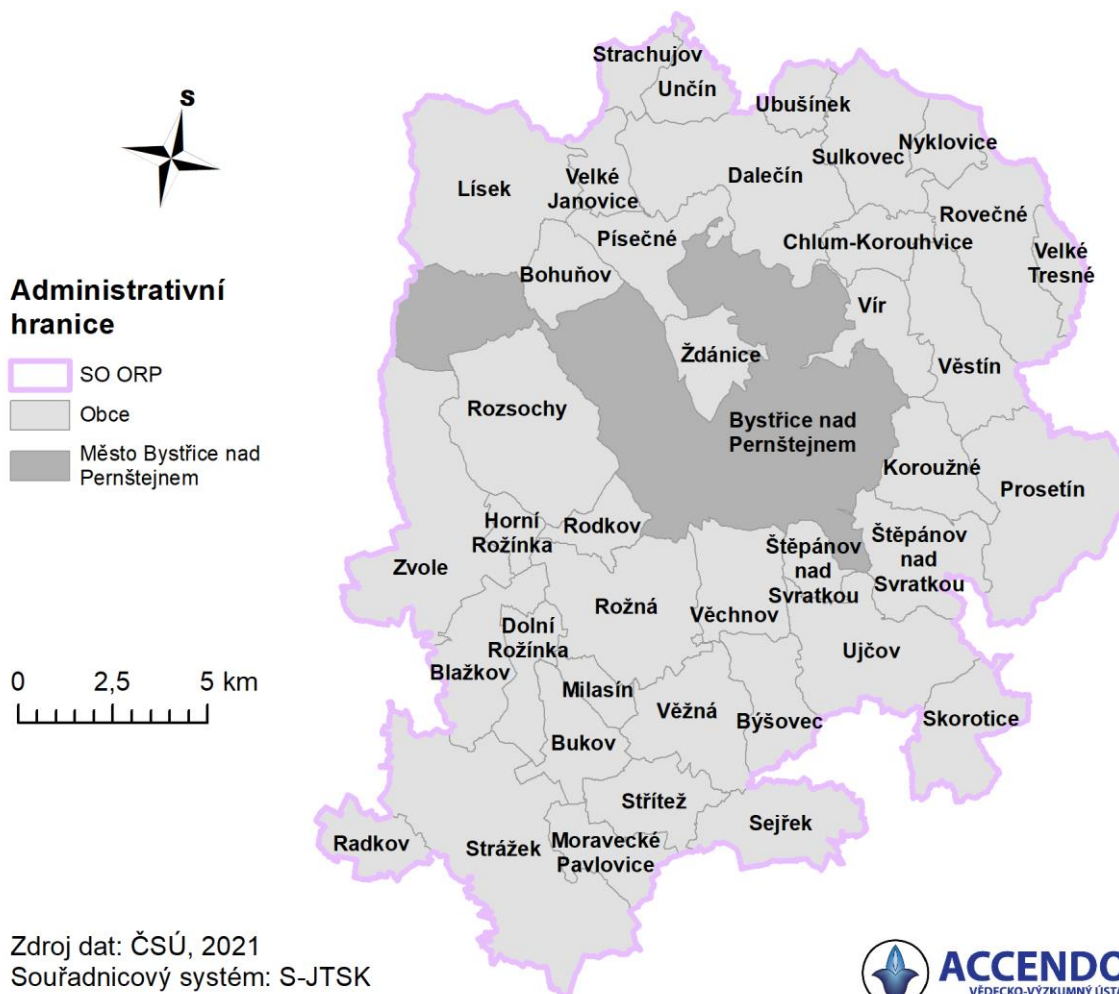 S
Strachujov
Unčín
Ubušínek
Nyklovice
Sulkovec
Lísek
Velké
Janovice
Dalečín
Rovečné
Písečné
Chlum-Korouhvice
Velké
Tresné
Bohuňov
Vír
Administrativní
hranice
SO ORP
Obce
Město Bystřice nad
Pernštejnem
Ždánice
Věstín
Rozsochy
Bystřice nad
Pernštejnem
Koroužné
Prosetín
Horní
Rožínka
Rodkov
Štěpánov
nad
Svratkou
Štěpánov
nad
Svratkou
Zvole
Rožná
Věchnov
Dolní
Rožínka
Ujčov
Blažkov
0 2,5 5 km
Milasín
Věžná
Býšovec
Skorotice
Bukov
Střítež
Sejřek
Radkov
Strážek
Moravecké
Pavlovice
Zdroj dat: ČSÚ, 2021
Souřadnicový systém: S-JTSK
ACCENDO
VĚDECKO-VÝZKUMNÝ ÚSTA